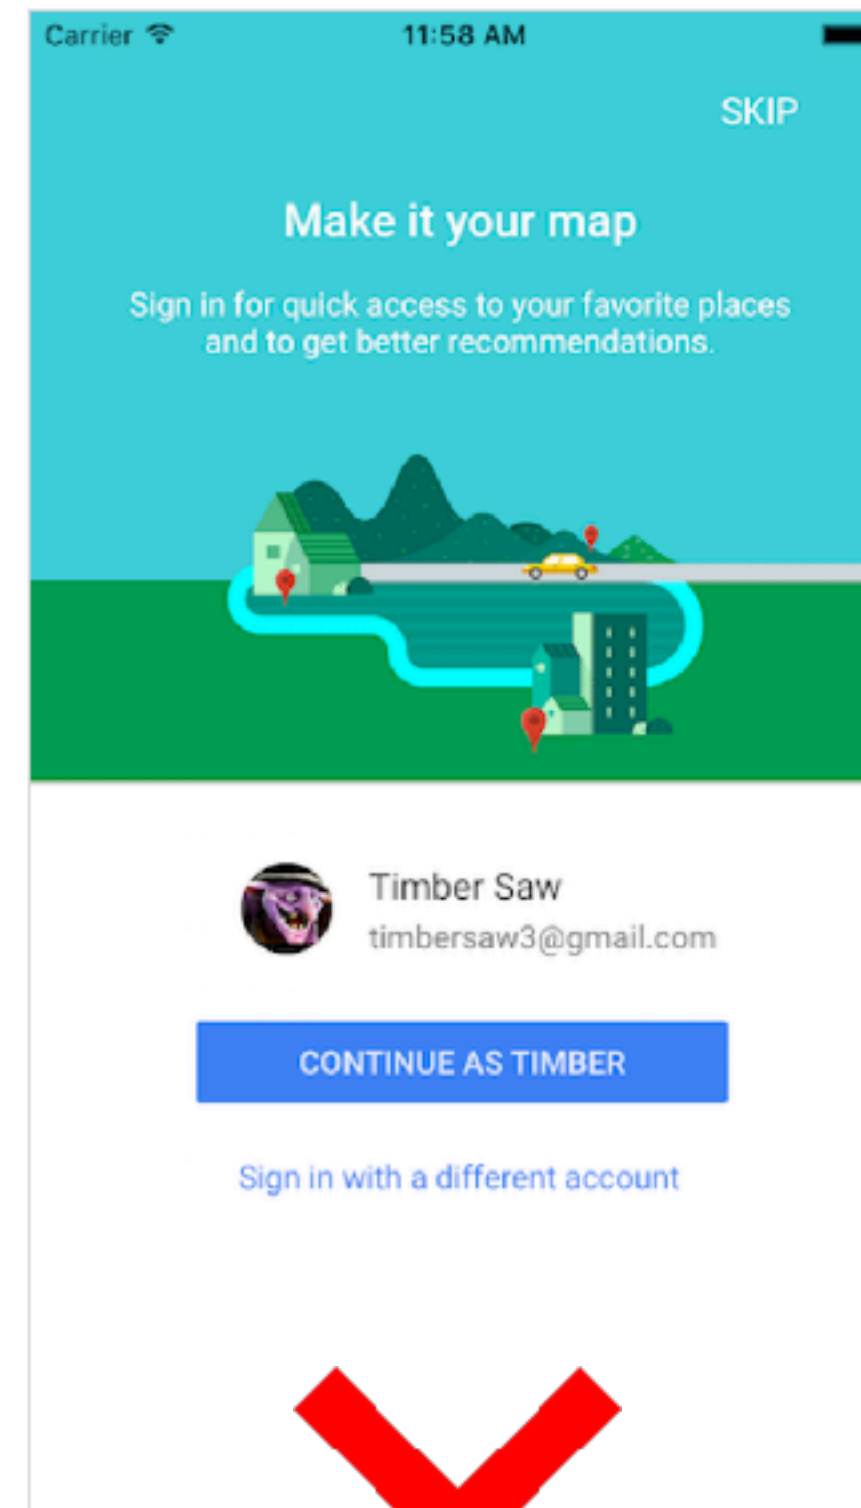 Carrier
11:58 AM
SKIP
Make it your map
Sign in for quick access to your favorite places
and to get better recommendations.
Timber Saw
timbersaw3@gmail.com
CONTINUE AS TIMBER
Sign in with a different account